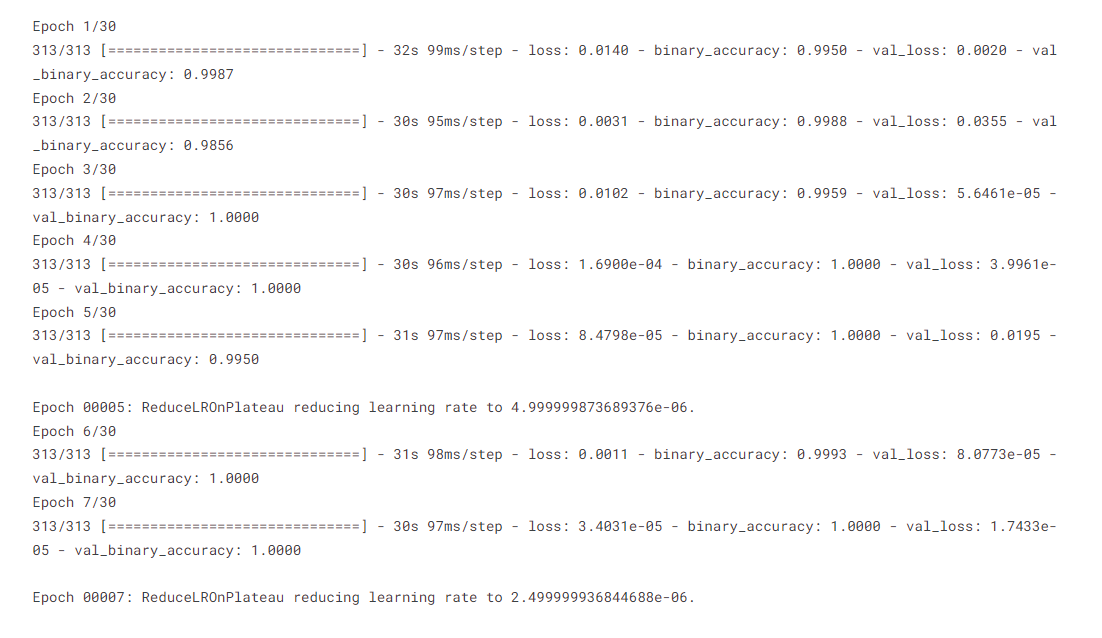 Epoch 1/30
313/313 [==============================] - 32s 99ms/step - loss: 0.0140 - binary_accuracy: 0.9950 - val_loss: 0.0020 - val
_binary_accuracy: 0.9987
Epoch 2/30
313/313 [==============================] - 30s 95ms/step - loss: 0.0031 - binary_accuracy: 0.9988 - val_loss: 0.0355 - val
_binary_accuracy: 0.9856
Epoch 3/30
313/313 [==============================] - 30s 97ms/step - loss: 0.0102 - binary_accuracy: 0.9959 - val_loss: 5.6461e-05 -
val_binary_accuracy: 1.0000
Epoch 4/30
313/313 [==============================] - 30s 96ms/step - loss: 1.6900e-04 - binary_accuracy: 1.0000 - val_loss: 3.9961e-
05 - val_binary_accuracy: 1.0000
Epoch 5/30
313/313 [==============================] - 31s 97ms/step - loss: 8.4798e-05 - binary_accuracy: 1.0000 - val_loss: 0.0195 -
val_binary_accuracy: 0.9950
Epoch 00005: ReduceLROnPlateau reducing learning rate to 4.999999873689376e-06.
Epoch 6/30
313/313 [==============================] - 31s 98ms/step - loss: 0.0011 - binary_accuracy: 0.9993 - val_loss: 8.0773e-05 -
val_binary_accuracy: 1.0000
Epoch 7/30
313/313 [==============================] - 30s 97ms/step - loss: 3.4031e-05 - binary_accuracy: 1.0000 - val_loss: 1.7433e-
05 - val_binary_accuracy: 1.0000
Epoch 00007: ReduceLROnPlateau reducing learning rate to 2.499999936844688e-06.